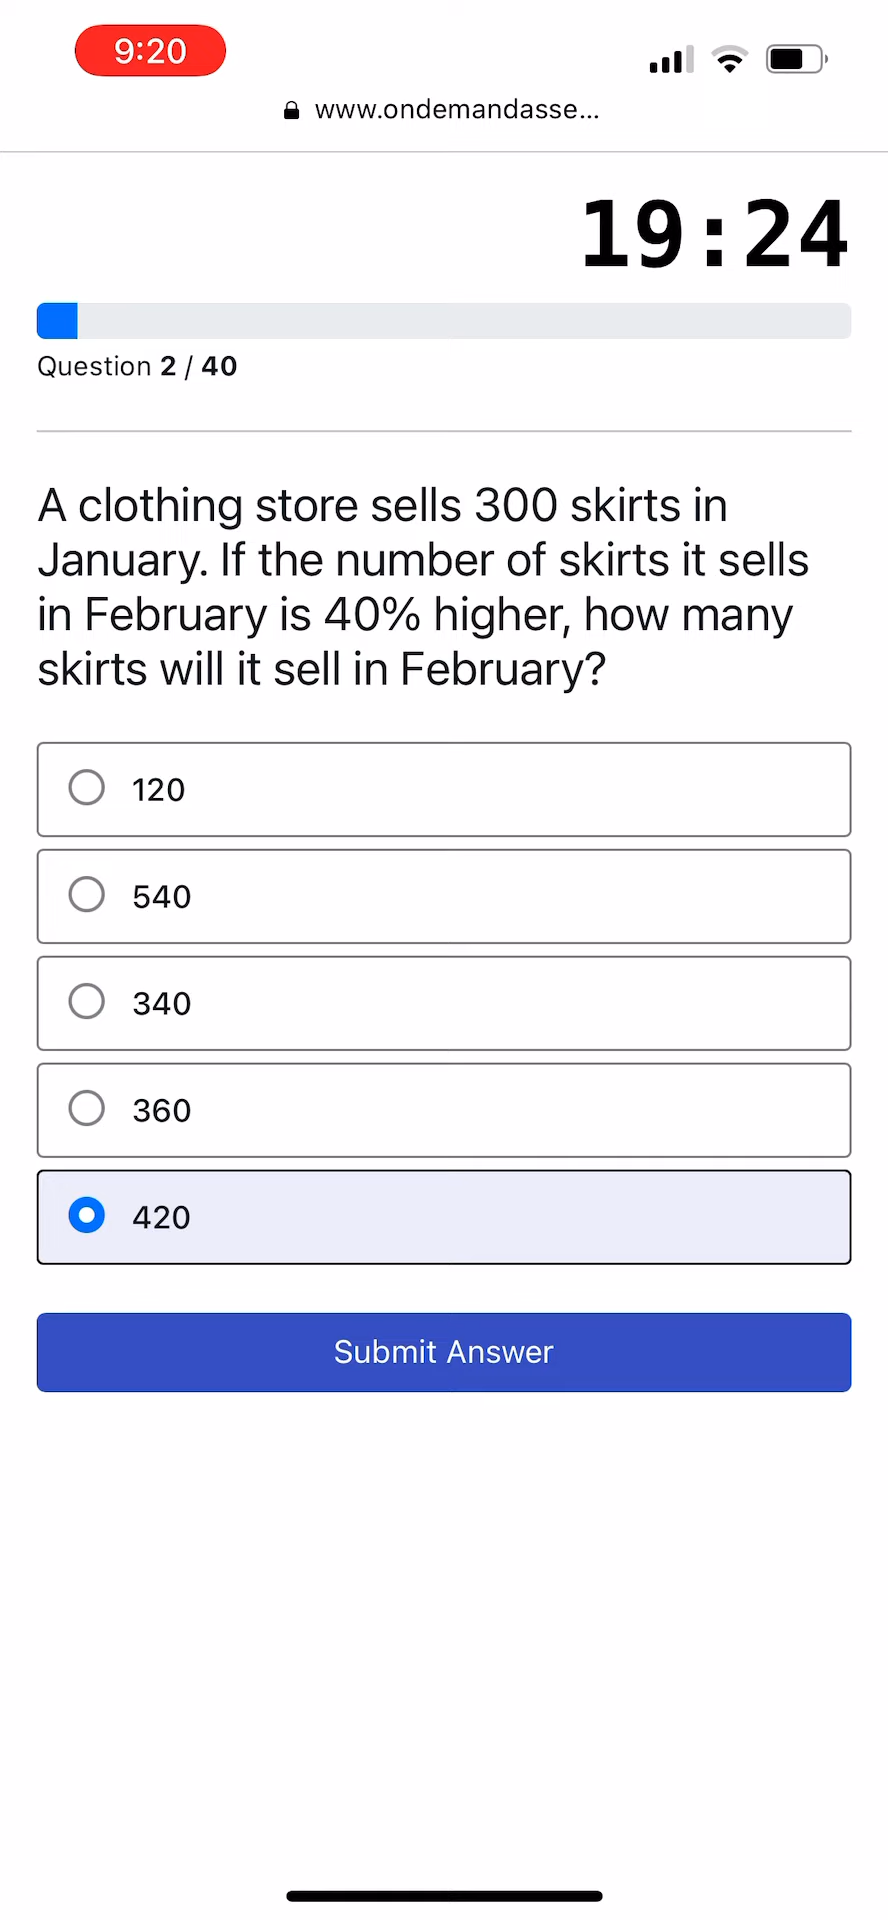 9:20
www.ondemandasse...
19:24
Question 2 / 40
A clothing store sells 300 skirts in
January. If the number of skirts it sells
in February is 40% higher, how many
skirts will it sell in February?
120
540
340
360
420
Submit Answer